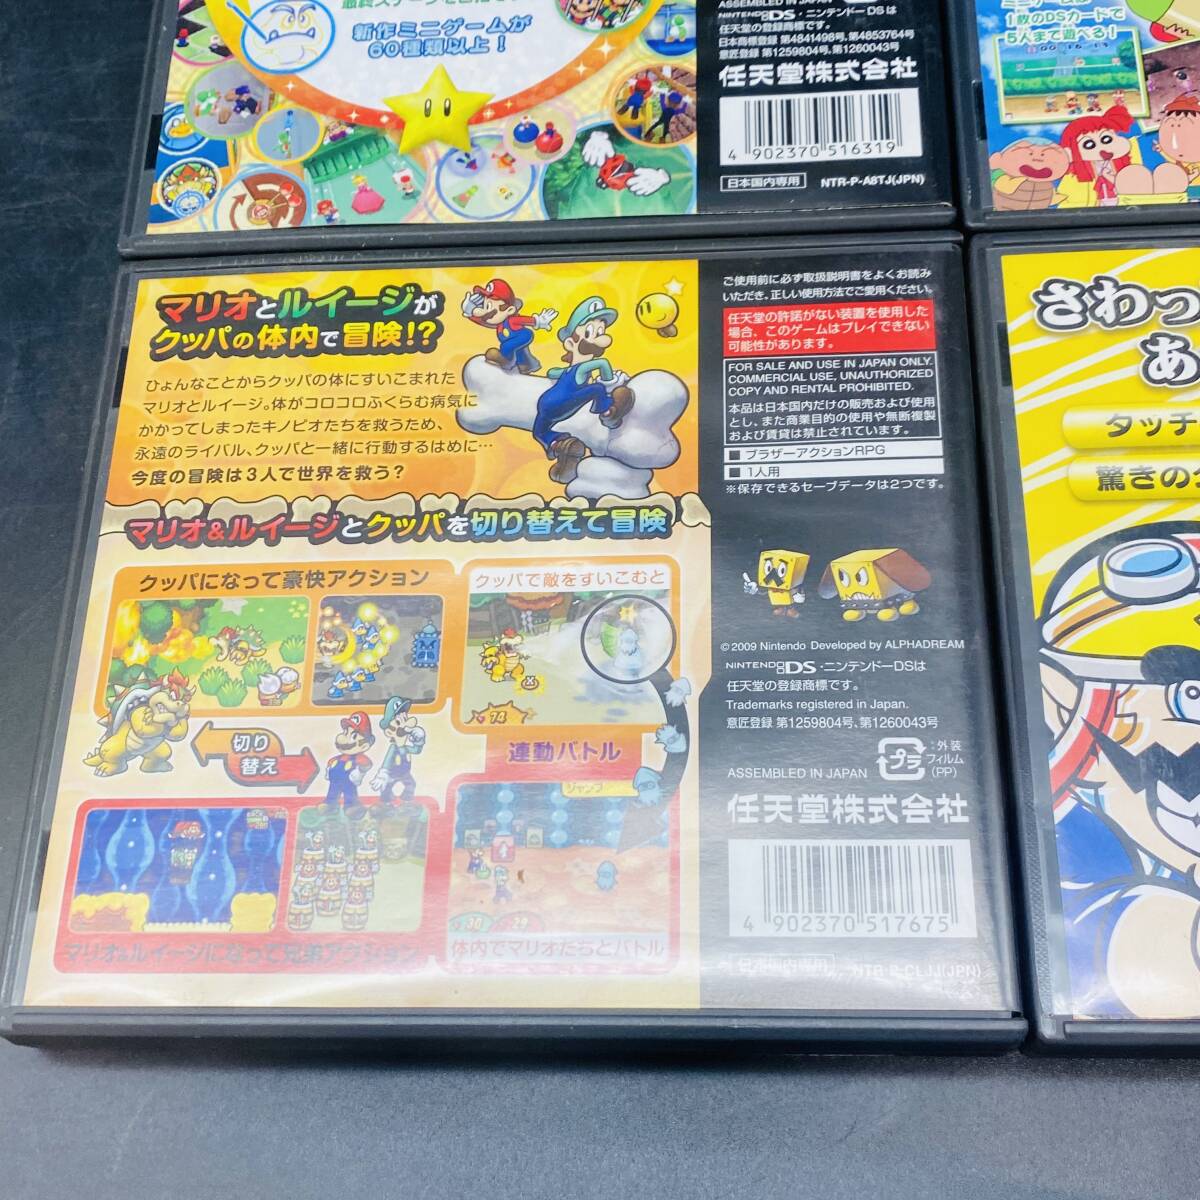 新作ミニゲームが
60種類以上!
ASSEMBLED IN JAPAN
NINTENDO DS・ニンテンドーDSは
任天堂の登録商標です。
日本商標登録 第4841498号、第4853764号
意匠登録 第1259804号、第1260043号
任天堂株式会社
4 902370 516319
日本国内専用
NTR-P-A8TJ(JPN)
ミニゲームは
1枚のDSカードで
5人まで遊べる!
マリオとルイージが
クッパの体内で冒険!?
ひょんなことからクッパの体にすいこまれた
マリオとルイージ。体がコロコロふくらむ病気に
かかってしまったキノピオたちを救うため、
永遠のライバル、クッパと一緒に行動するはめに…
今度の冒険は3人で世界を救う?
マリオ&ルイージとクッパを切り替えて冒険
クッパになって豪快アクション
クッパで敵をすいこむと
74
切り
替え
連動バトル
ジャンプ
30
29
マリオ&ルイージになって兄弟アクション
体内でマリオたちとバトル
ご使用前に必ず取扱説明書をよくお読み
いただき、正しい使用方法でご愛用ください。
任天堂の許諾がない装置を使用した
場合、このゲームはプレイできない
可能性があります。
FOR SALE AND USE IN JAPAN ONLY.
COMMERCIAL USE, UNAUTHORIZED
COPY AND RENTAL PROHIBITED.
本品は日本国内だけの販売および使用
とし、また商業目的の使用や無断複製
および賃貸は禁止されています。
ブラザーアクションRPG
1人用
※保存できるセーブデータは2つです。
© 2009 Nintendo Developed by ALPHADREAM
NINTENDO DS・ニンテンドーDSは
任天堂の登録商標です。
Trademarks registered in Japan.
意匠登録 第1259804号、第1260043号
プラ
:外装
フィルム
(PP)
ASSEMBLED IN JAPAN
任天堂株式会社
4 902370 517675
日本国内専用
NTR-P-CLJJ(JPN)
さわっ
あ
タッチ
驚きの